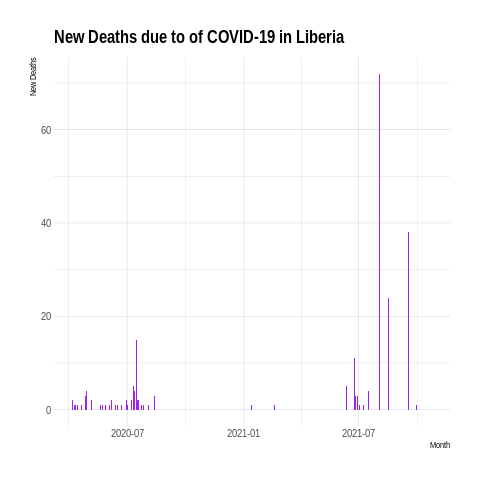 New Deaths due to of COVID-19 in Liberia
New Deaths
60
40
20
0
2020-07
2021-01
2021-07
Month